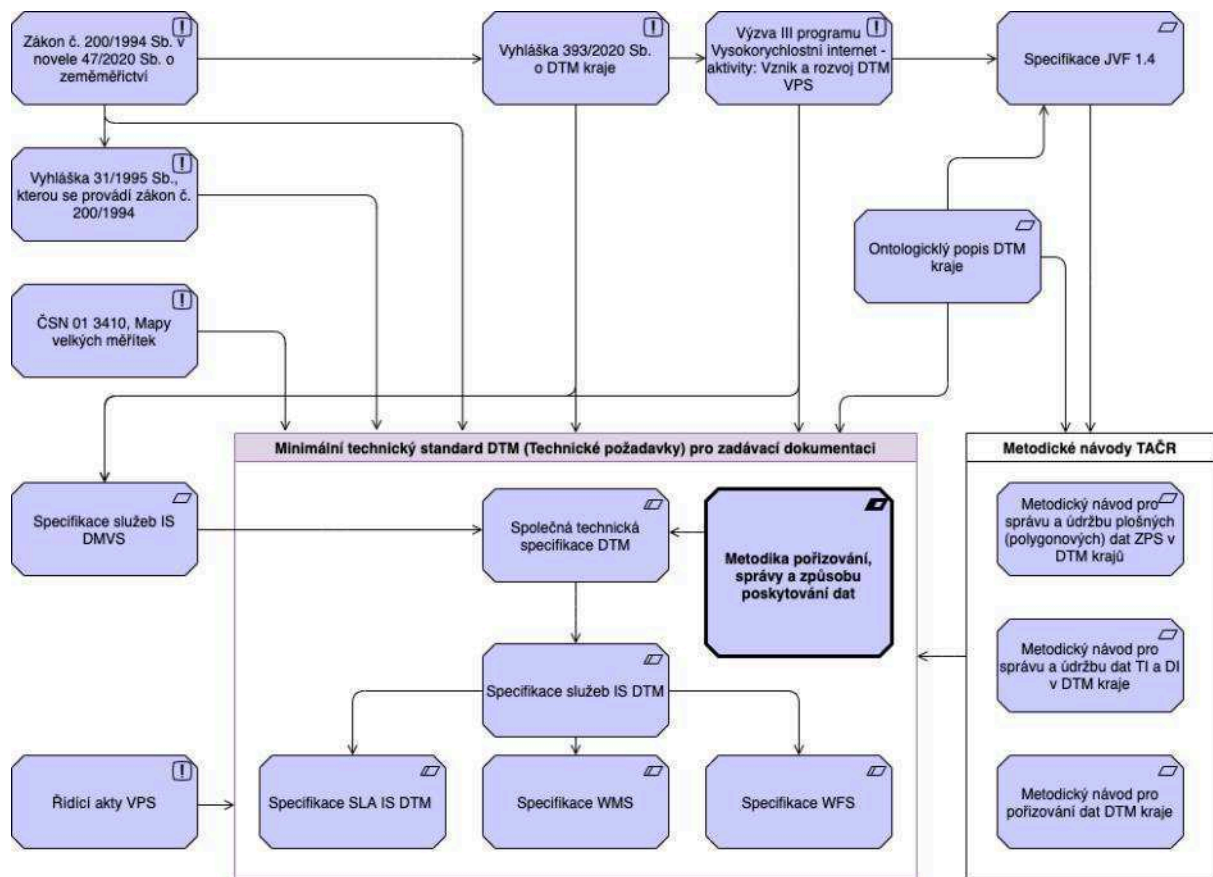 Zákon č. 200/1994 Sb. v
novele 47/2020 Sb. o
zeměměřictví
Vyhláška 393/2020 Sb.
o DTM kraje
Výzva III programu
Vysokorychlostní internet -
aktivity: Vznik a rozvoj DTM
VPS
Specifikace JVF 1.4
Vyhláška 31/1995 Sb.,
kterou se provádí zákon č.
200/1994
Ontologicklý popis DTM
kraje
ČSN 01 3410, Mapy
velkých měřítek
Minimální technický standard DTM (Technické požadavky) pro zadávací dokumentaci
Metodické návody TAČR
Specifikace služeb IS
DMVS
Společná technická
specifikace DTM
Metodika pořizování,
správy a způsobu
poskytování dat
Metodický návod pro
správu a údržbu plošných
(polygonových) dat ZPS v
DTM krajů
Specifikace služeb IS DTM
Metodický návod pro
správu a údržbu dat TI a DI
v DTM kraje
Řídící akty VPS
Specifikace SLA IS DTM
Specifikace WMS
Specifikace WFS
Metodický návod pro
pořizování dat DTM kraje